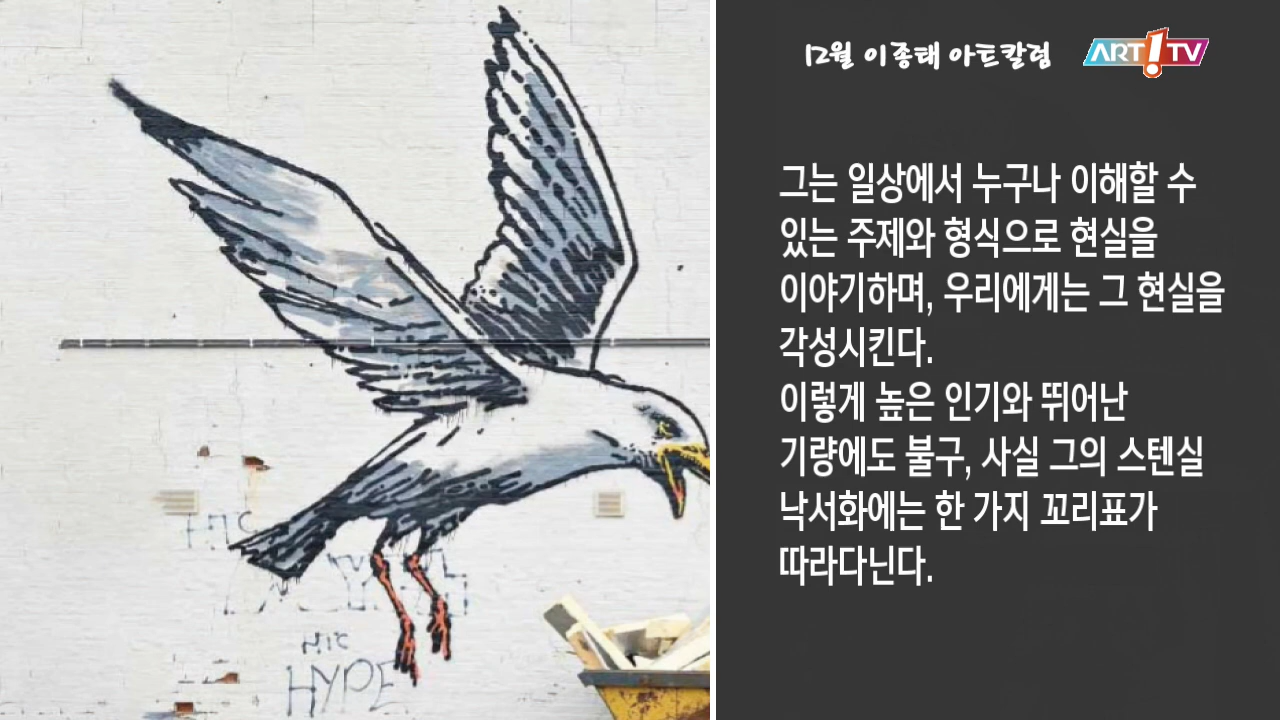 12월 이종태 아트칼럼
ART!TV
그는 일상에서 누구나 이해할 수
있는 주제와 형식으로 현실을
이야기하며, 우리에게는 그 현실을
각성시킨다.
이렇게 높은 인기와 뛰어난
기량에도 불구, 사실 그의 스텐실
낙서화에는 한 가지 꼬리표가
따라다닌다.
HYPE